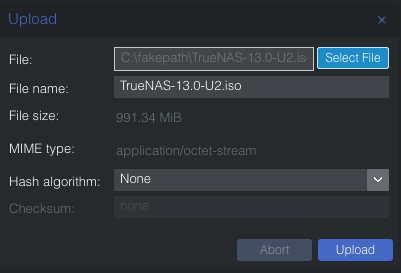 Upload
File: C:\fakepath\TrueNAS-13.0-U2.iso Select File
File name: TrueNAS-13.0-U2.iso
File size: 991.34 MiB
MIME type: application/octet-stream
Hash algorithm: None
Checksum: none
Abort Upload